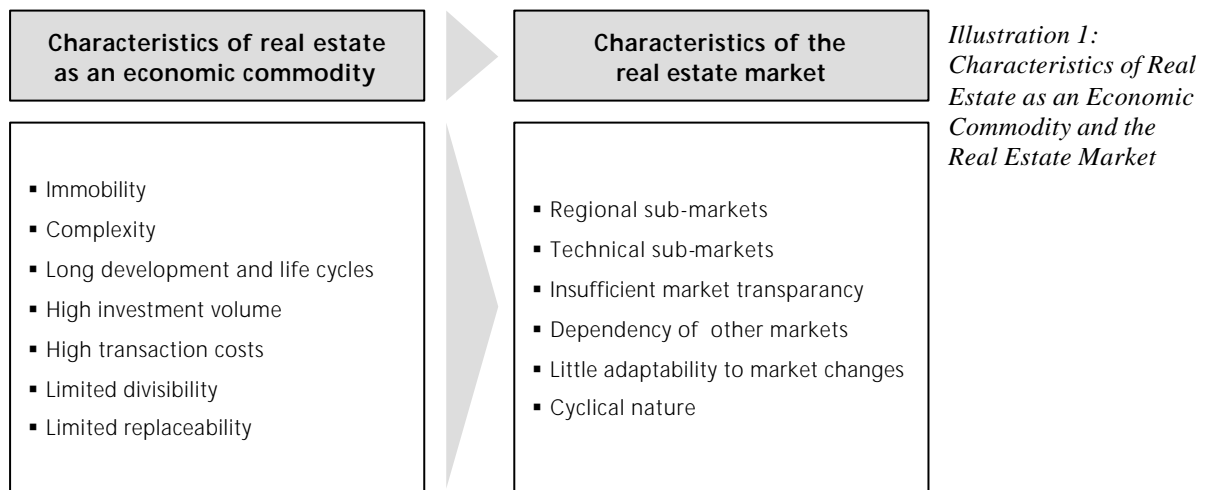 Characteristics of real estate
as an economic commodity
Characteristics of the
real estate market
Illustration 1:
Characteristics of Real
Estate as an Economic
Commodity and the
Real Estate Market
▪ Immobility
▪ Complexity
▪ Long development and life cycles
▪ High investment volume
▪ High transaction costs
▪ Limited divisibility
▪ Limited replaceability
▪ Regional sub-markets
▪ Technical sub-markets
▪ Insufficient market transparancy
▪ Dependency of other markets
▪ Little adaptability to market changes
▪ Cyclical nature